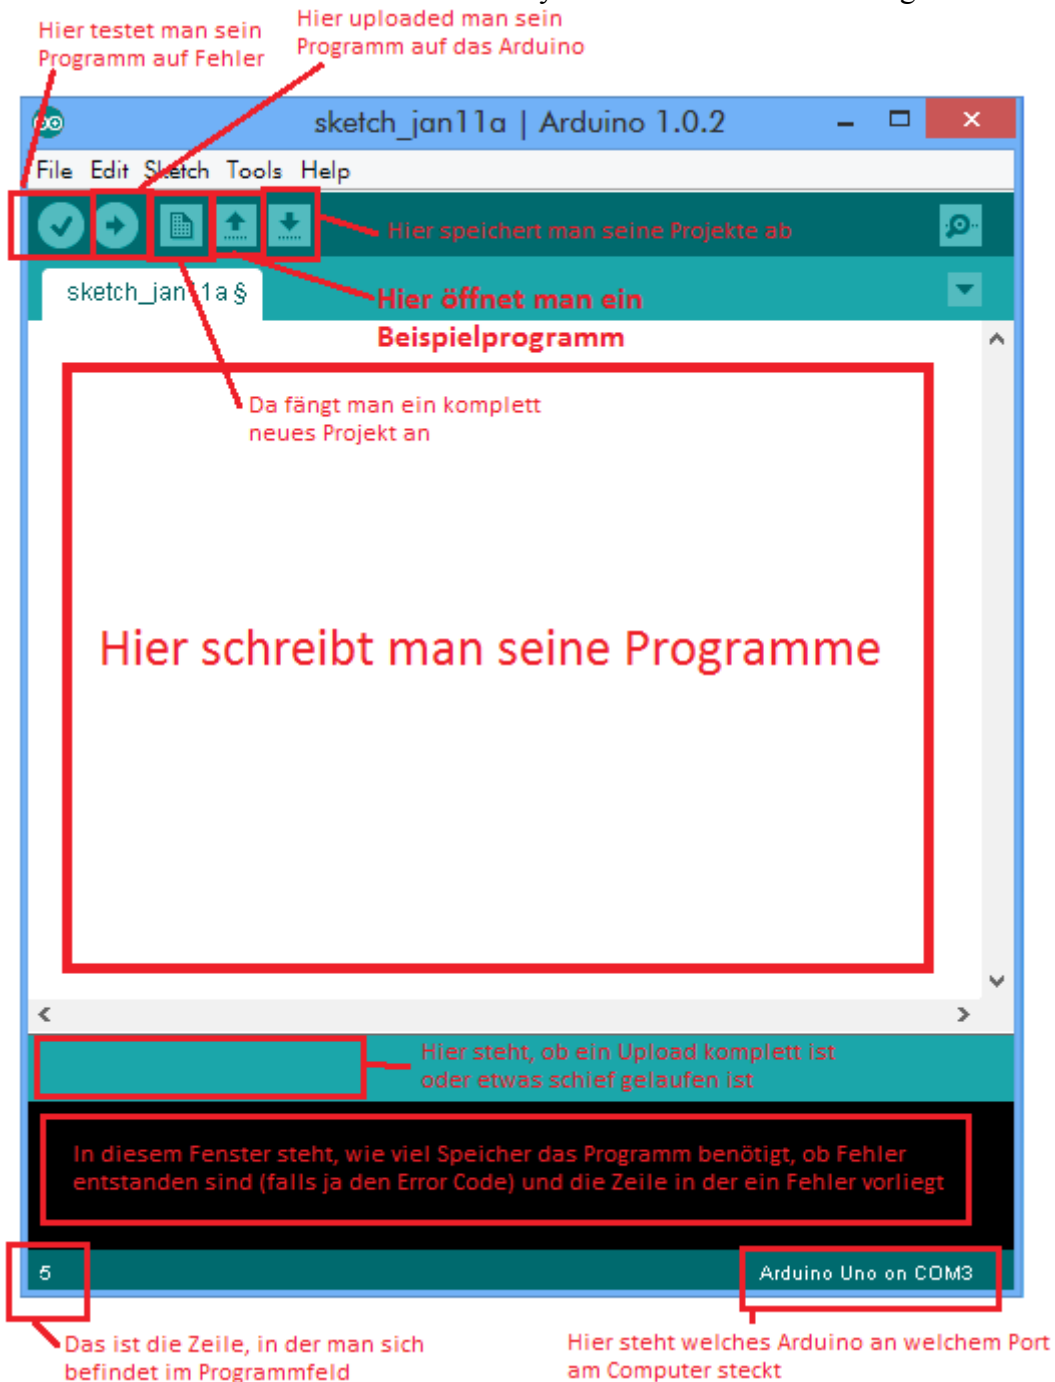 Hier testet man sein
Programm auf Fehler
Hier uploaded man sein
Programm auf das Arduino
sketch_jan11a | Arduino 1.0.2
File Edit Sketch Tools Help
Hier speichert man seine Projekte ab
sketch_jan11a §
Hier öffnet man ein
Beispielprogramm
Da fängt man ein komplett
neues Projekt an
Hier schreibt man seine Programme
Hier steht, ob ein Upload komplett ist
oder etwas schief gelaufen ist
In diesem Fenster steht, wie viel Speicher das Programm benötigt, ob Fehler
entstanden sind (falls ja den Error Code) und die Zeile in der ein Fehler vorliegt
5
Arduino Uno on COM3
Das ist die Zeile, in der man sich
befindet im Programmfeld
Hier steht welches Arduino an welchem Port
am Computer steckt